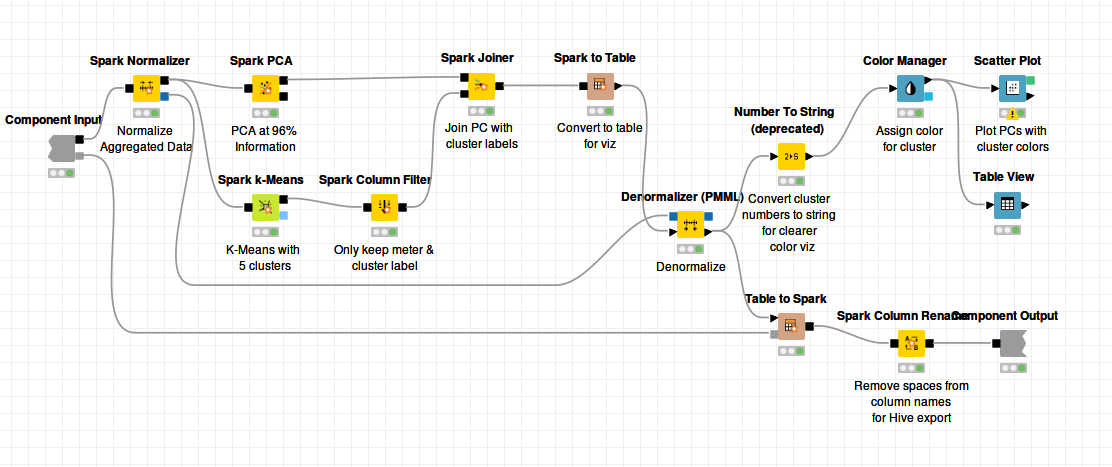 Component Input
Spark Normalizer
Normalize
Aggregated Data
Spark PCA
PCA at 96%
Information
Spark k-Means
K-Means with
5 clusters
Spark Column Filter
Only keep meter &
cluster label
Spark Joiner
Join PC with
cluster labels
Spark to Table
Convert to table
for viz
Denormalizer (PMML)
Denormalize
Number To String
(deprecated)
2▸S
Convert cluster
numbers to string
for clearer
color viz
Color Manager
Assign color
for cluster
Scatter Plot
Plot PCs with
cluster colors
Table View
Table to Spark
Spark Column Rename
Remove spaces from
column names
for Hive export
Component Output